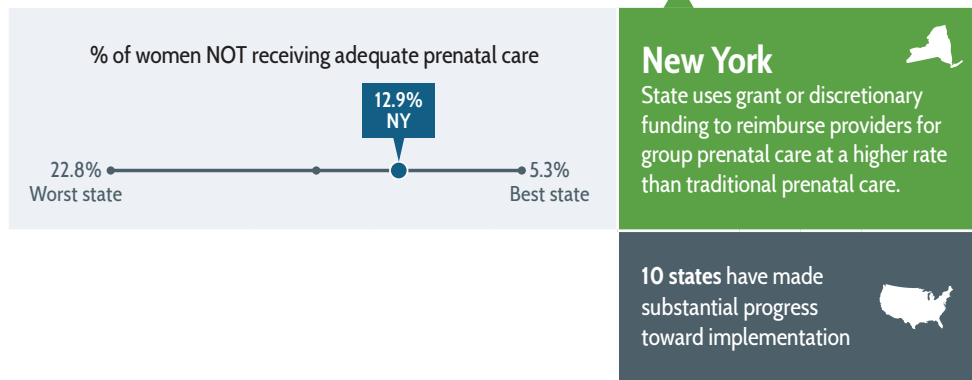 % of women NOT receiving adequate prenatal care
12.9%
NY
22.8%
Worst state
5.3%
Best state
New York
State uses grant or discretionary
funding to reimburse providers for
group prenatal care at a higher rate
than traditional prenatal care.
10 states have made
substantial progress
toward implementation